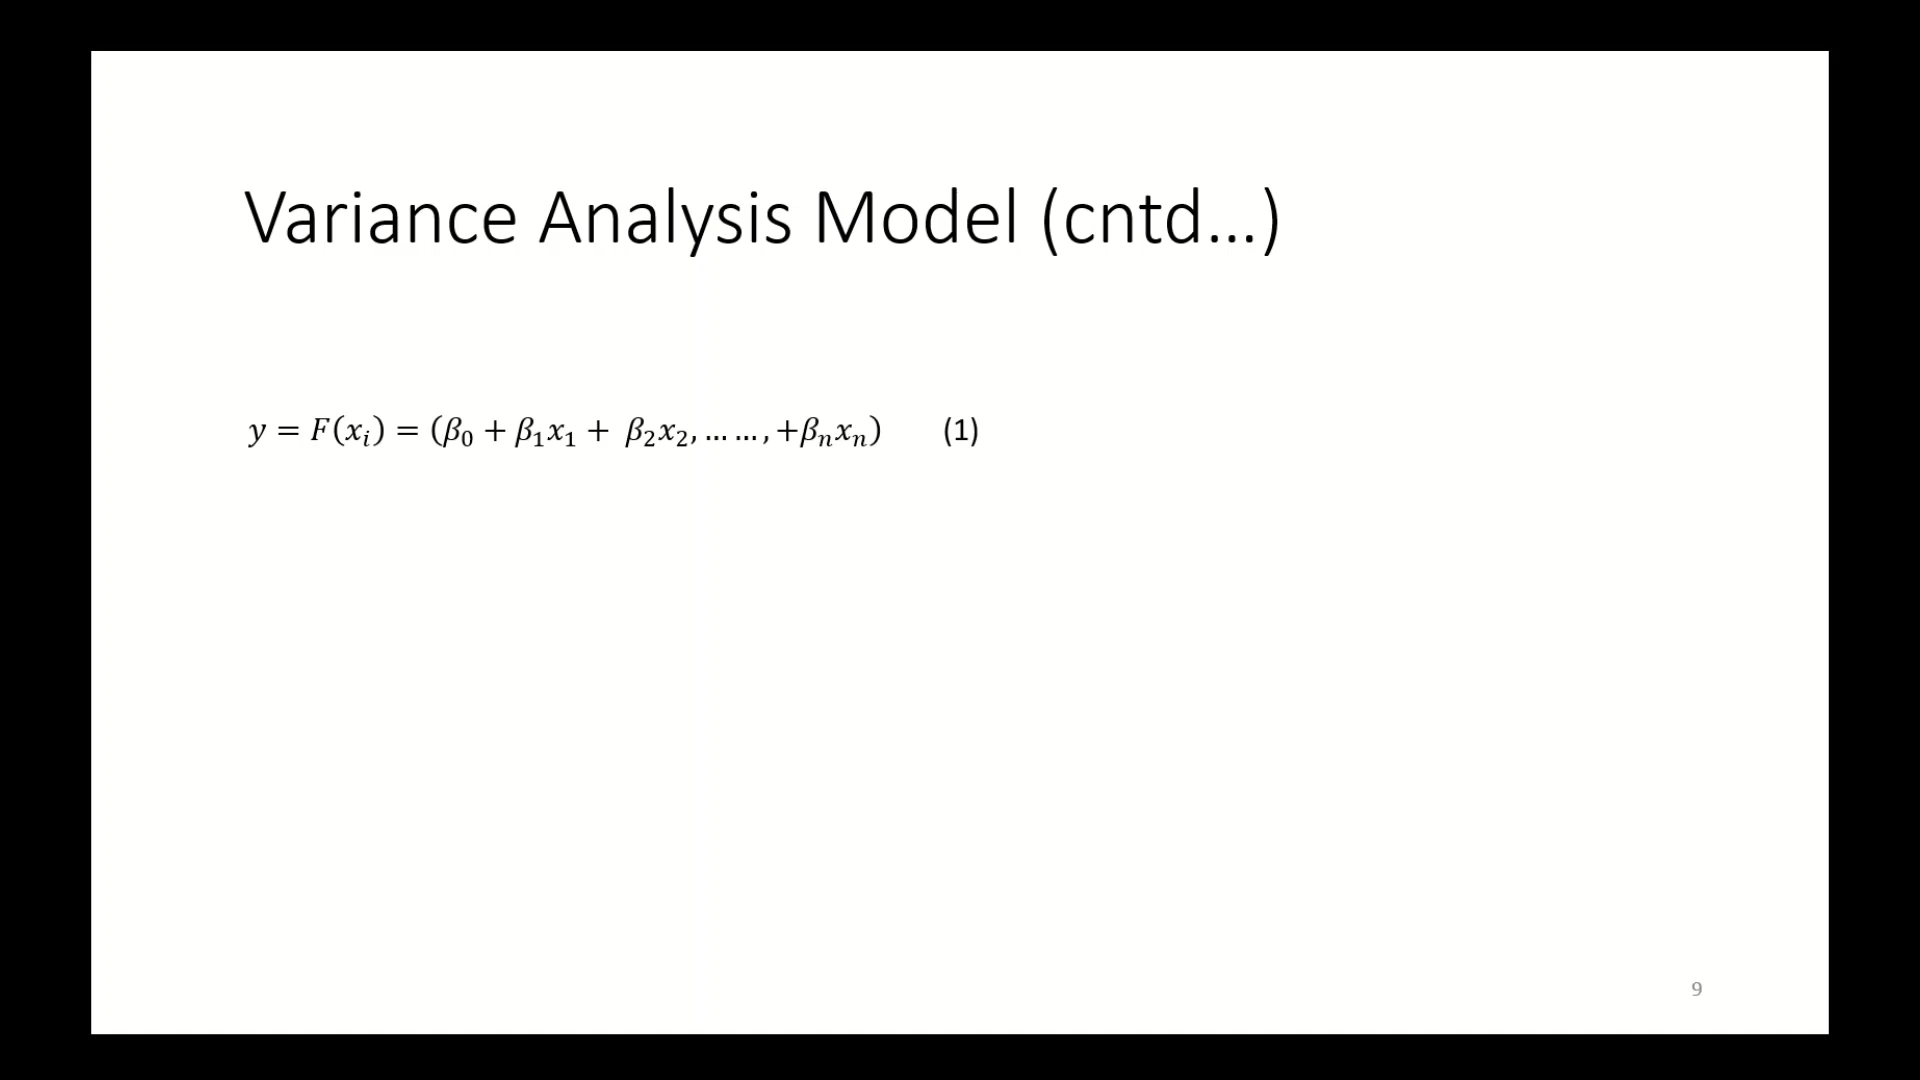 Variance Analysis Model (cntd...)
𝑦 = 𝐹(𝑥ᵢ) = (𝛽₀ + 𝛽₁𝑥₁ + 𝛽₂𝑥₂, … … , +𝛽ₙ𝑥ₙ) (1)
9